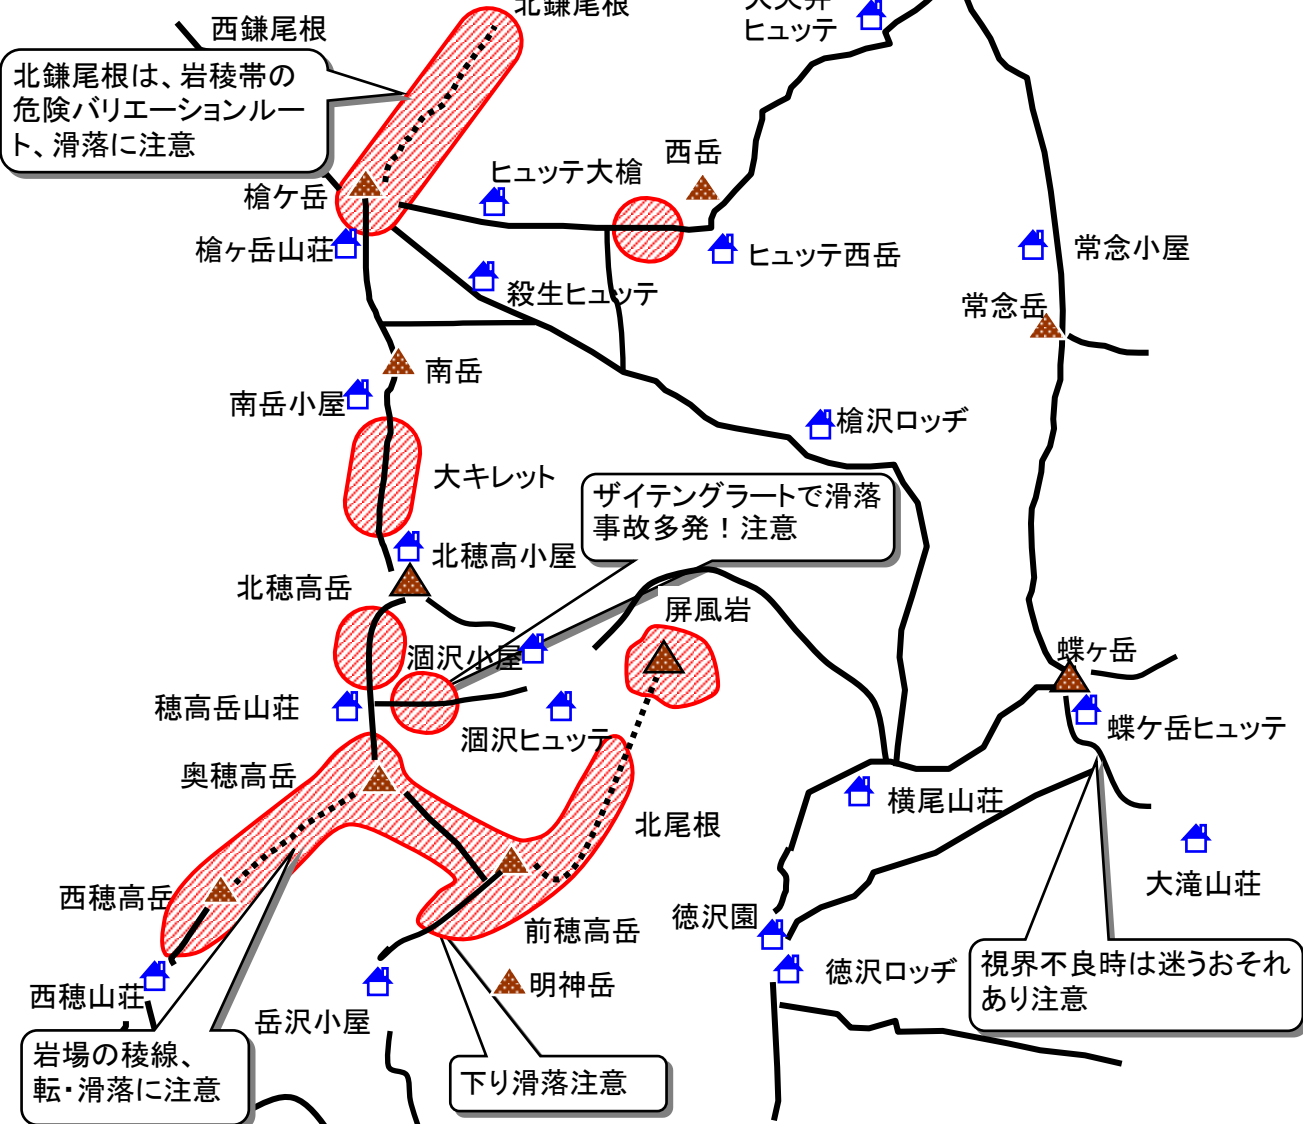 北鎌尾根
西鎌尾根
大天井
ヒュッテ
北鎌尾根は、岩稜帯の
危険バリエーションルー
ト、滑落に注意
槍ケ岳
槍ヶ岳山荘
ヒュッテ大槍
西岳
ヒュッテ西岳
殺生ヒュッテ
常念小屋
常念岳
南岳
南岳小屋
槍沢ロッヂ
大キレット
ザイテングラートで滑落
事故多発！注意
北穂高小屋
北穂高岳
屏風岩
涸沢小屋
蝶ヶ岳
穂高岳山荘
涸沢ヒュッテ
蝶ケ岳ヒュッテ
奥穂高岳
横尾山荘
北尾根
大滝山荘
西穂高岳
徳沢園
前穂高岳
徳沢ロッヂ
視界不良時は迷うおそれ
あり注意
明神岳
西穂山荘
岳沢小屋
岩場の稜線、
転・滑落に注意
下り滑落注意